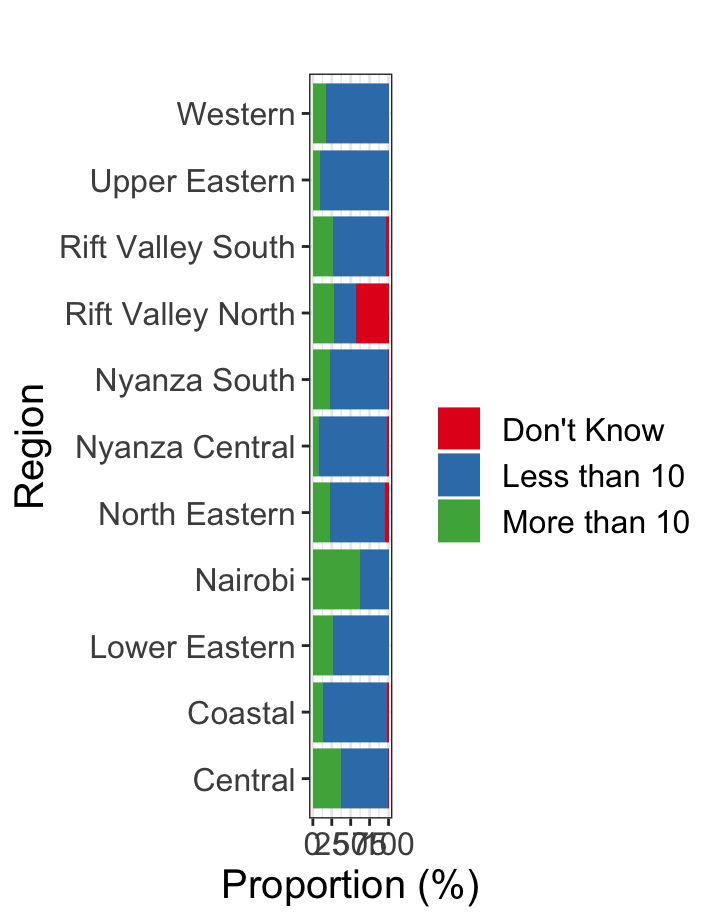 Western
Upper Eastern
Rift Valley South
Rift Valley North
Nyanza South
Nyanza Central
North Eastern
Nairobi
Lower Eastern
Coastal
Central
Region
Don't Know
Less than 10
More than 10
0 25 50 75 100
Proportion (%)